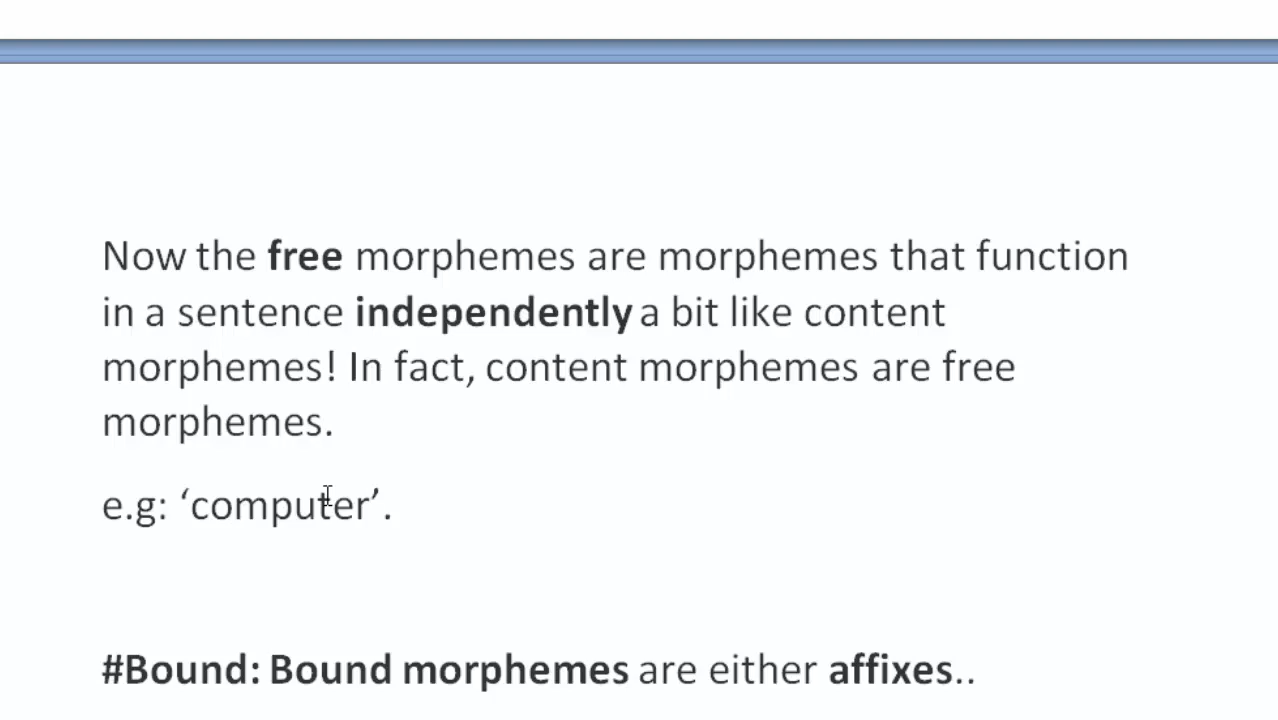 Now the free morphemes are morphemes that function
in a sentence independently a bit like content
morphemes! In fact, content morphemes are free
morphemes.
e.g: ‘computer’.
#Bound: Bound morphemes are either affixes..